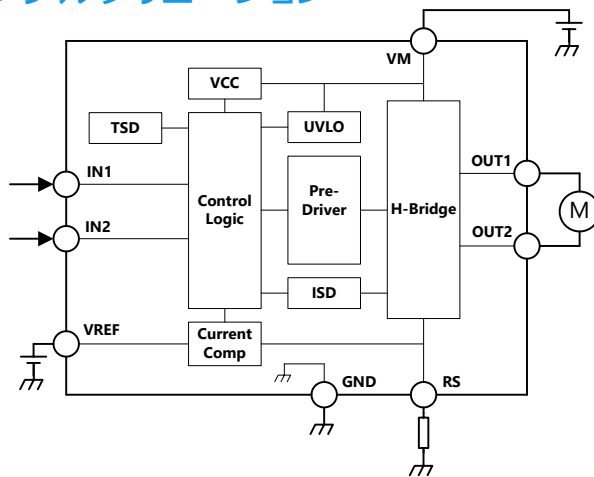 VM
VCC
TSD
UVLO
IN1
OUT1
Control
Logic
Pre-
Driver
H-Bridge
M
IN2
OUT2
ISD
VREF
Current
Comp
GND
RS